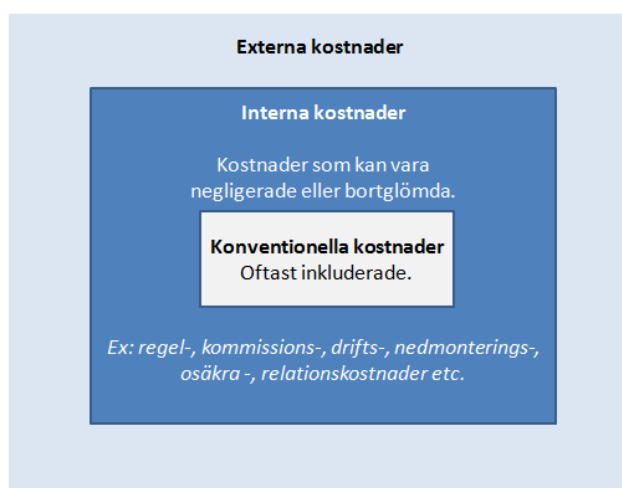 Externa kostnader
Interna kostnader
Kostnader som kan vara
negligerade eller bortglömda.
Konventionella kostnader
Oftast inkluderade.
Ex: regel-, kommissions-, drifts-, nedmonterings-,
osäkra -, relationskostnader etc.